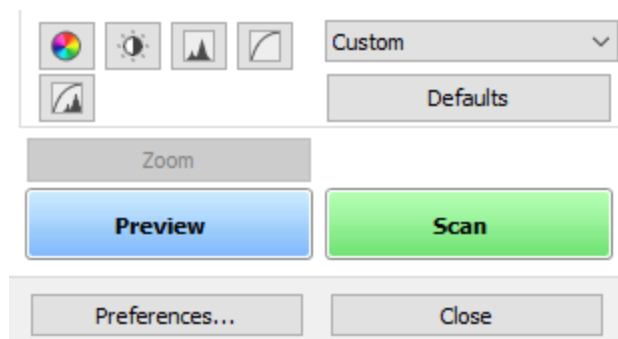 Custom
Defaults
Zoom
Preview
Scan
Preferences...
Close